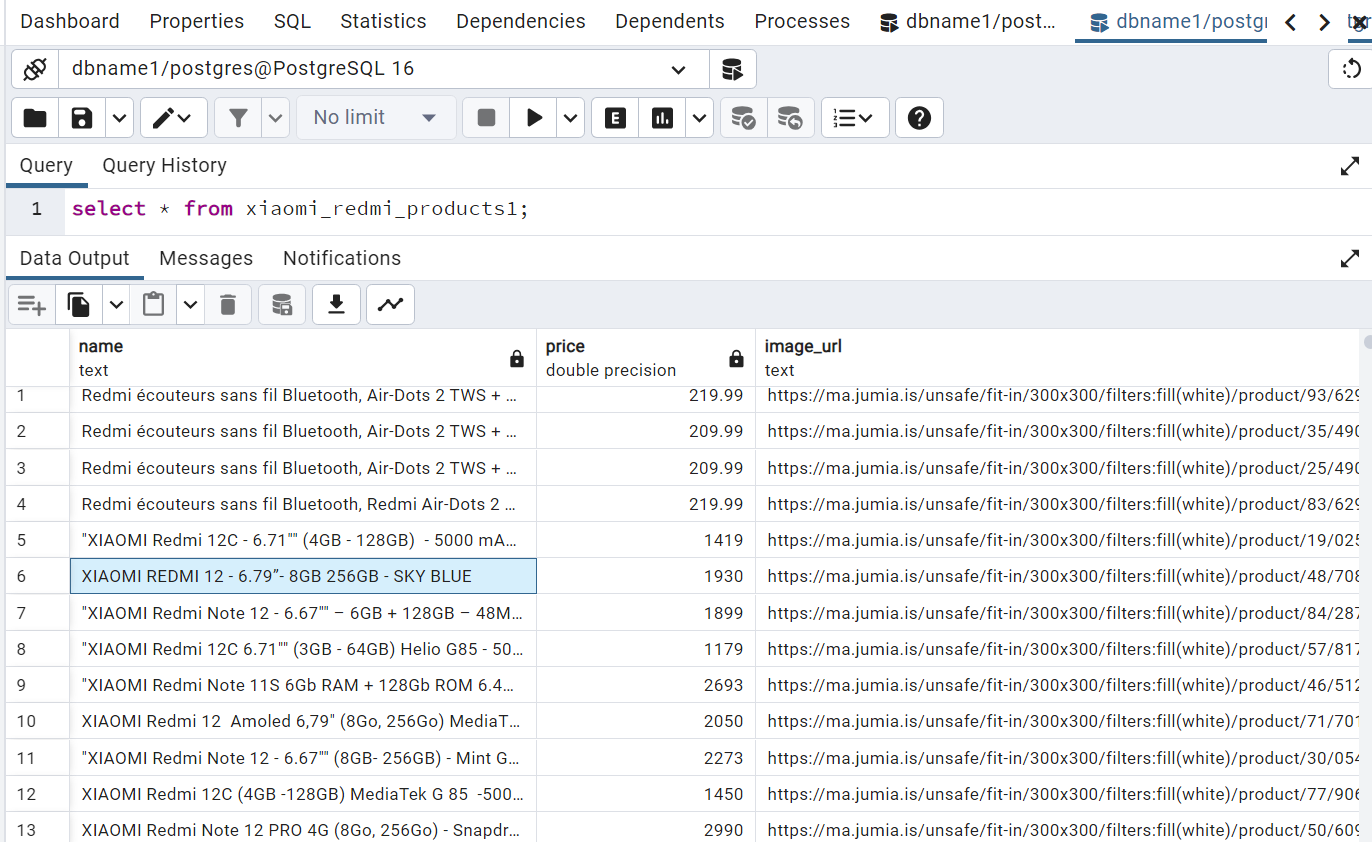 Dashboard Properties SQL Statistics Dependencies Dependents Processes dbname1/post... dbname1/postgr
dbname1/postgres@PostgreSQL 16
No limit E
Query Query History
1 select * from xiaomi_redmi_products1;
Data Output Messages Notifications
name price image_url
text double precision text
1 Redmi écouteurs sans fil Bluetooth, Air-Dots 2 TWS + ... 219.99 https://ma.jumia.is/unsafe/fit-in/300x300/filters:fill(white)/product/93/629
2 Redmi écouteurs sans fil Bluetooth, Air-Dots 2 TWS + ... 209.99 https://ma.jumia.is/unsafe/fit-in/300x300/filters:fill(white)/product/35/490
3 Redmi écouteurs sans fil Bluetooth, Air-Dots 2 TWS + ... 209.99 https://ma.jumia.is/unsafe/fit-in/300x300/filters:fill(white)/product/25/490
4 Redmi écouteurs sans fil Bluetooth, Redmi Air-Dots 2 ... 219.99 https://ma.jumia.is/unsafe/fit-in/300x300/filters:fill(white)/product/83/629
5 "XIAOMI Redmi 12C - 6.71"" (4GB - 128GB)  - 5000 mA... 1419 https://ma.jumia.is/unsafe/fit-in/300x300/filters:fill(white)/product/19/025
6 XIAOMI REDMI 12 - 6.79”- 8GB 256GB - SKY BLUE 1930 https://ma.jumia.is/unsafe/fit-in/300x300/filters:fill(white)/product/48/708
7 "XIAOMI Redmi Note 12 - 6.67"" – 6GB + 128GB – 48M... 1899 https://ma.jumia.is/unsafe/fit-in/300x300/filters:fill(white)/product/84/287
8 "XIAOMI Redmi 12C 6.71"" (3GB - 64GB) Helio G85 - 50... 1179 https://ma.jumia.is/unsafe/fit-in/300x300/filters:fill(white)/product/57/817
9 "XIAOMI Redmi Note 11S 6Gb RAM + 128Gb ROM 6.4... 2693 https://ma.jumia.is/unsafe/fit-in/300x300/filters:fill(white)/product/46/512
10 XIAOMI Redmi 12  Amoled 6,79" (8Go, 256Go) MediaT... 2050 https://ma.jumia.is/unsafe/fit-in/300x300/filters:fill(white)/product/71/701
11 "XIAOMI Redmi Note 12 - 6.67"" (8GB- 256GB) - Mint G... 2273 https://ma.jumia.is/unsafe/fit-in/300x300/filters:fill(white)/product/30/054
12 XIAOMI Redmi 12C (4GB -128GB) MediaTek G 85  -500... 1450 https://ma.jumia.is/unsafe/fit-in/300x300/filters:fill(white)/product/77/906
13 XIAOMI Redmi Note 12 PRO 4G (8Go, 256Go) - Snapdr... 2990 https://ma.jumia.is/unsafe/fit-in/300x300/filters:fill(white)/product/50/609